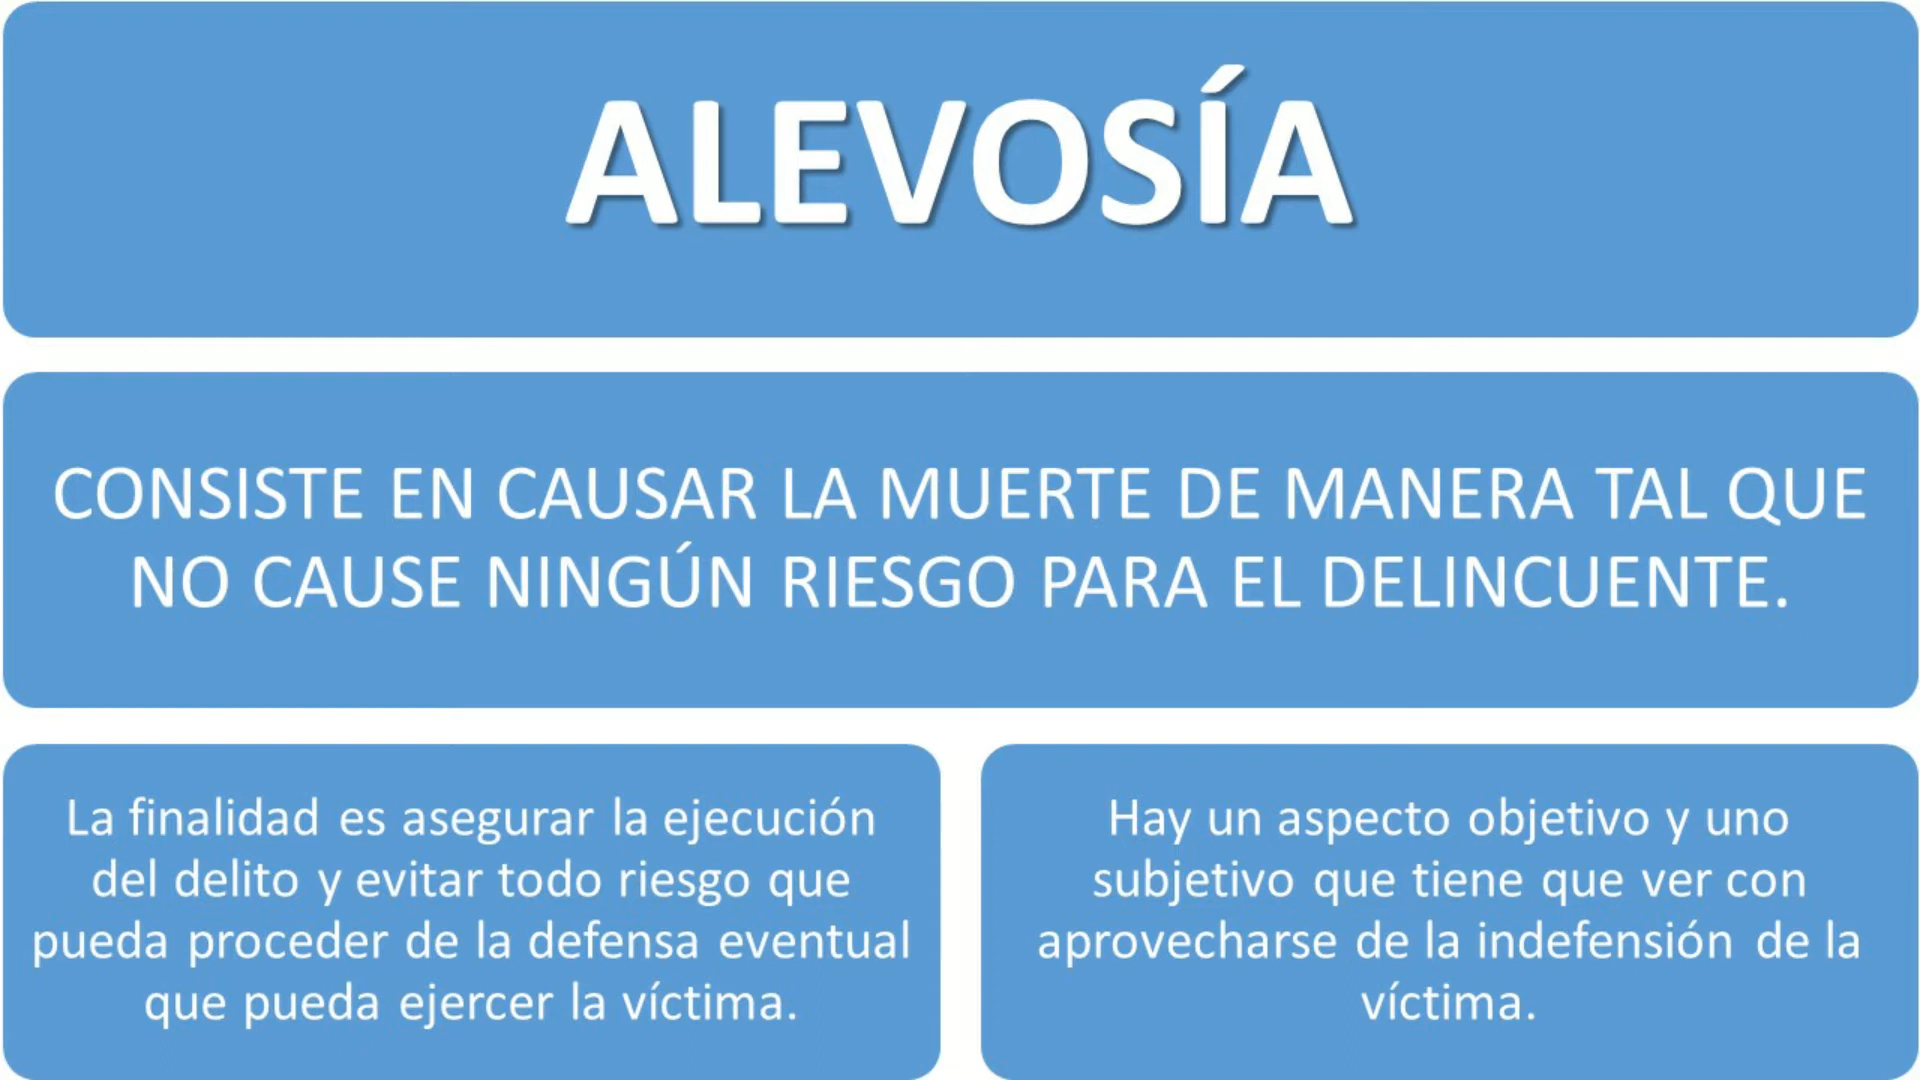 ALEVOSÍA
CONSISTE EN CAUSAR LA MUERTE DE MANERA TAL QUE
NO CAUSE NINGÚN RIESGO PARA EL DELINCUENTE.
La finalidad es asegurar la ejecución
del delito y evitar todo riesgo que
pueda proceder de la defensa eventual
que pueda ejercer la víctima.
Hay un aspecto objetivo y uno
subjetivo que tiene que ver con
aprovecharse de la indefensión de la
víctima.